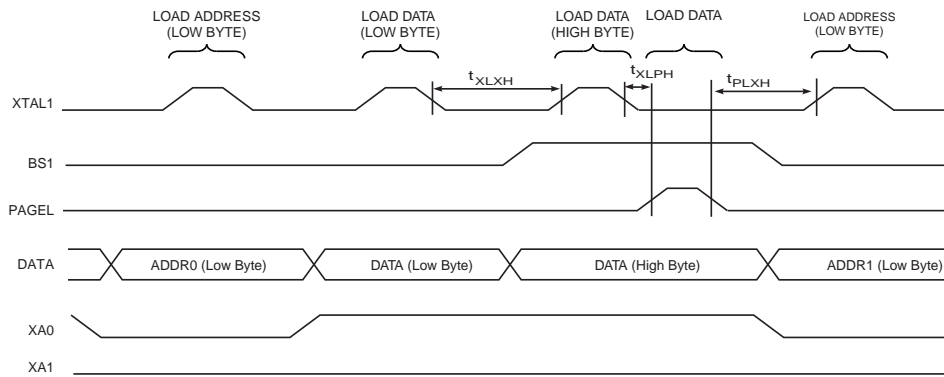 LOAD ADDRESS
(LOW BYTE)
LOAD DATA
(LOW BYTE)
LOAD DATA
(HIGH BYTE)
LOAD DATA
LOAD ADDRESS
(LOW BYTE)
tXLXH
tXLPH
tPLXH
XTAL1
BS1
PAGEL
DATA
ADDR0 (Low Byte)
DATA (Low Byte)
DATA (High Byte)
ADDR1 (Low Byte)
XA0
XA1